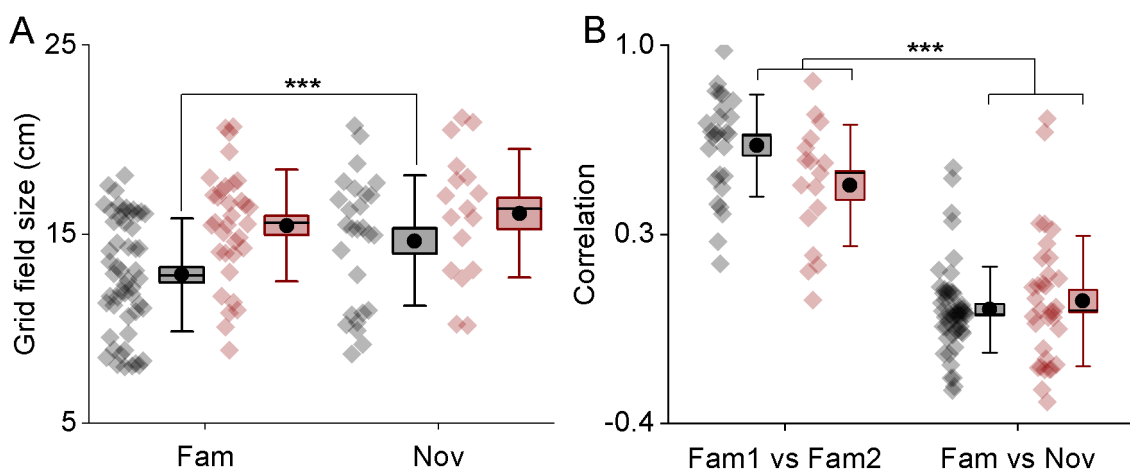 A
25
15
5
Grid field size (cm)
***
Fam
Nov
B
1.0
0.3
-0.4
Correlation
***
Fam1 vs Fam2
Fam vs Nov